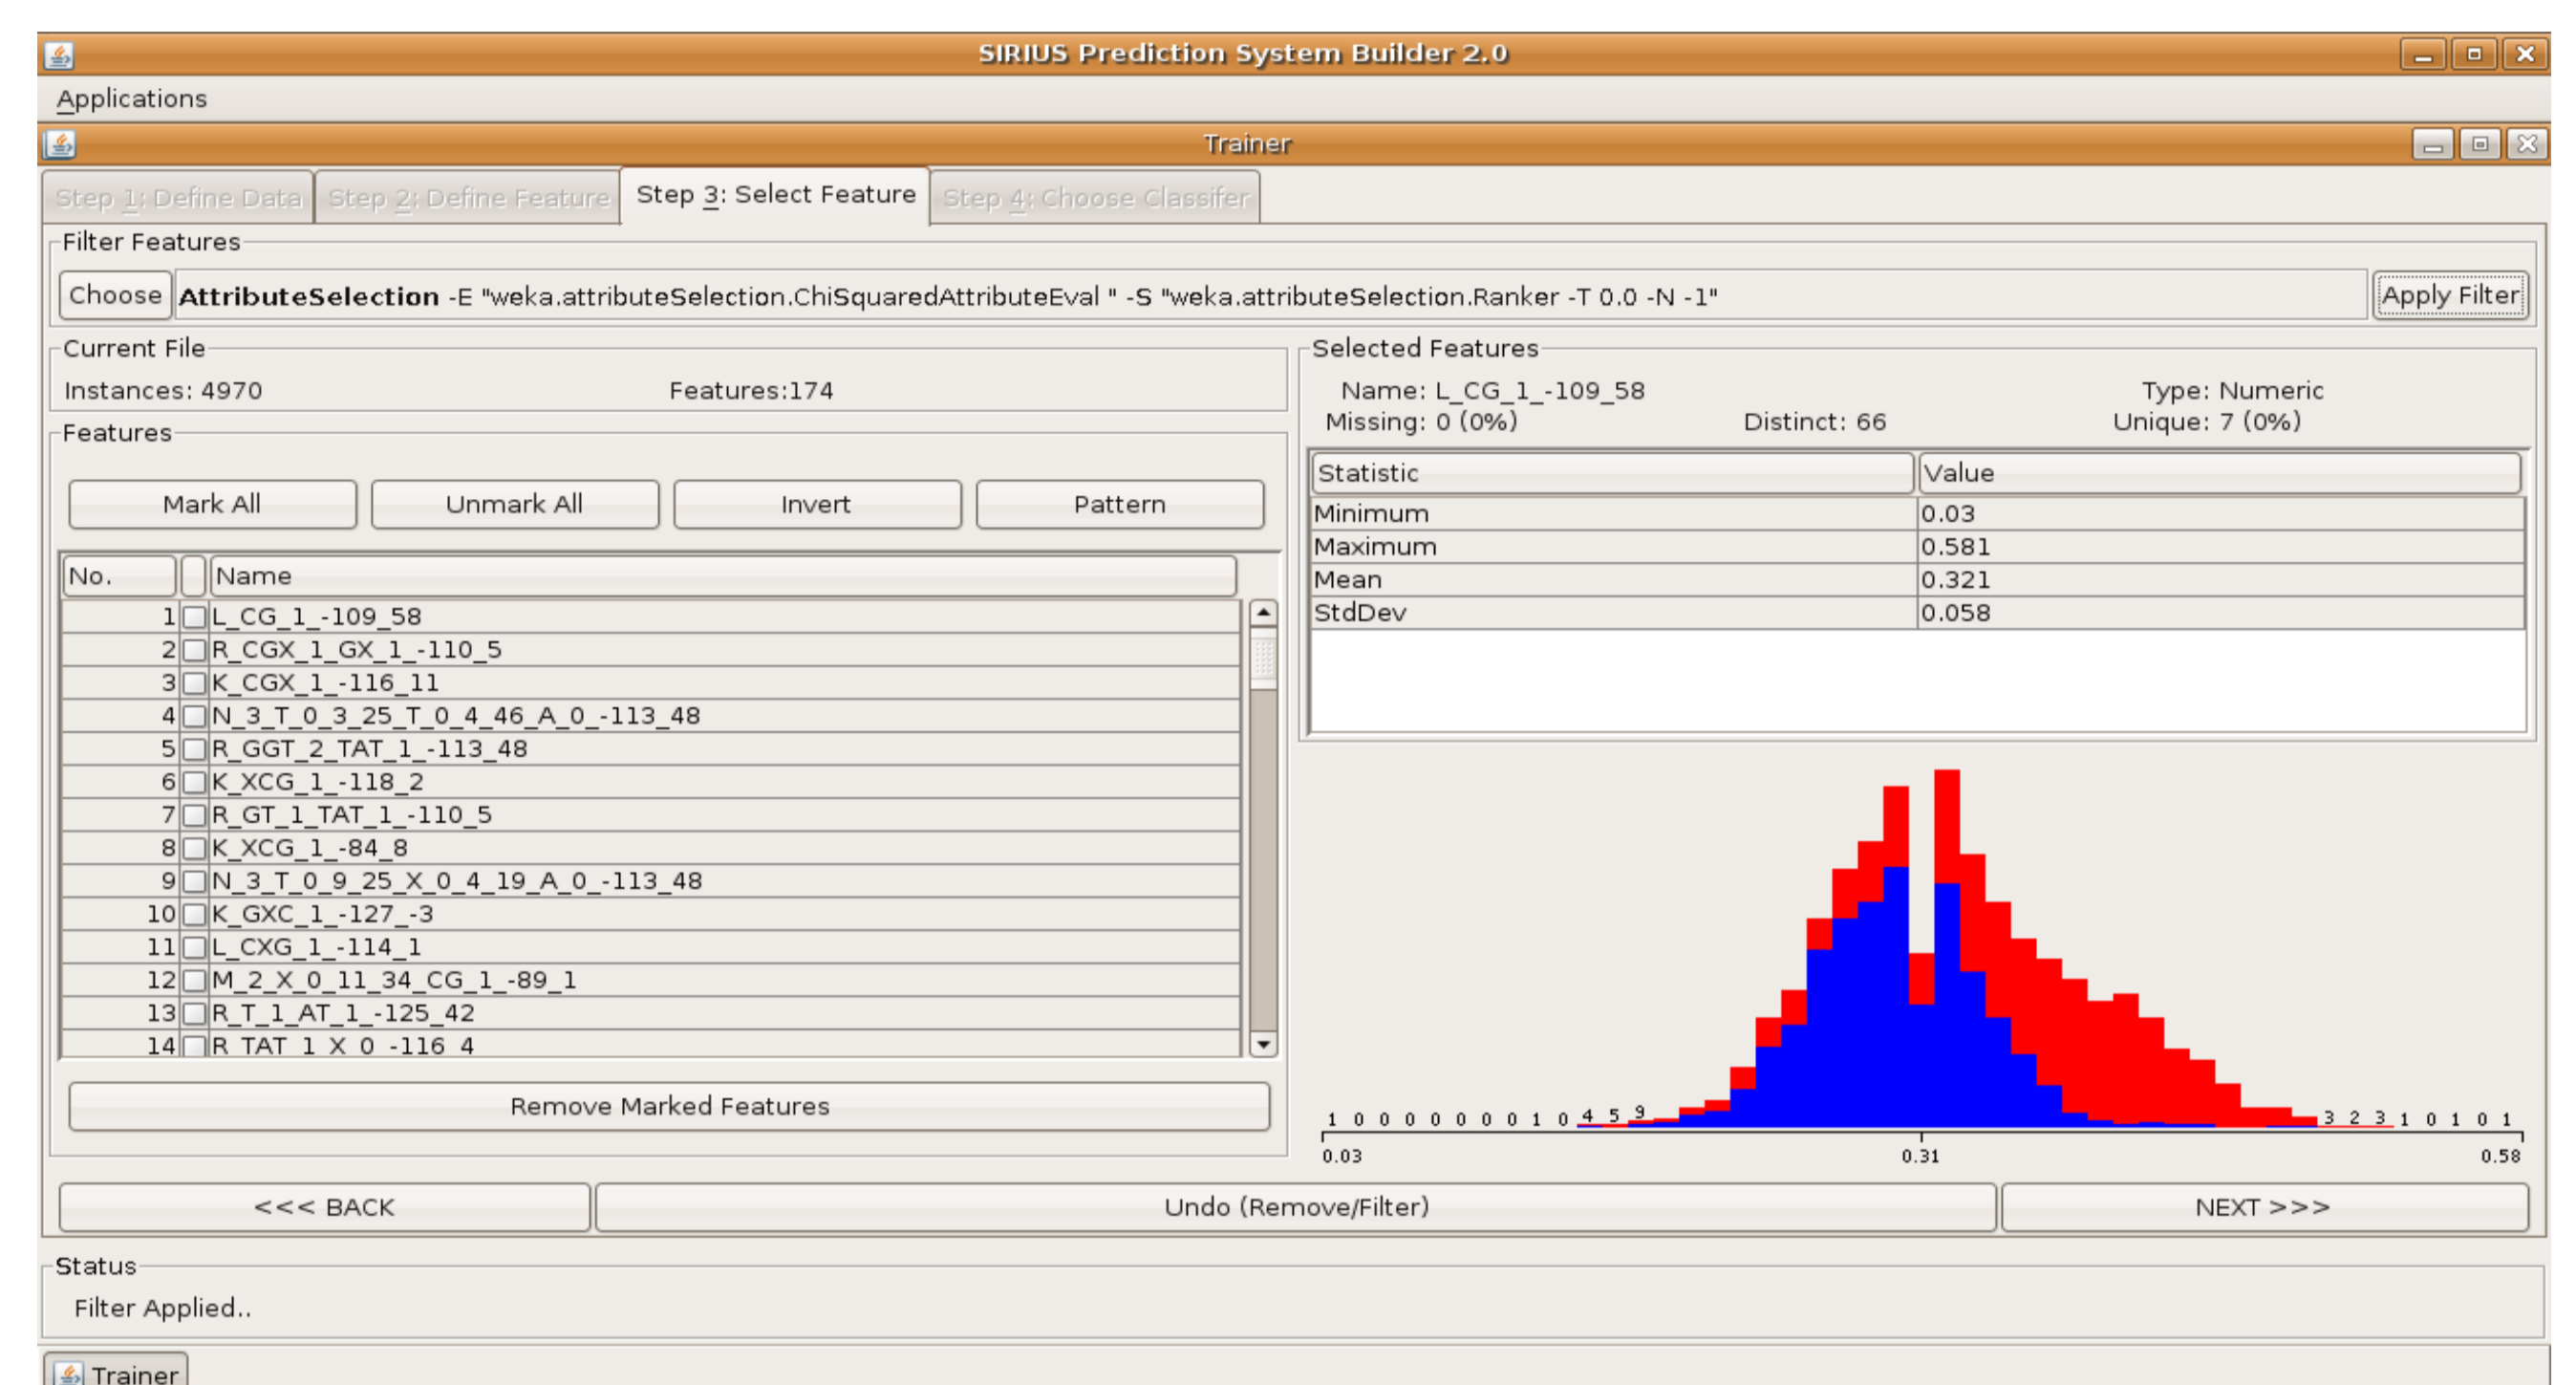 SIRIUS Prediction System Builder 2.0
Applications
Trainer
Step 1: Define Data Step 2: Define Feature Step 3: Select Feature Step 4: Choose Classifer
Filter Features
Choose AttributeSelection -E "weka.attributeSelection.ChiSquaredAttributeEval " -S "weka.attributeSelection.Ranker -T 0.0 -N -1" Apply Filter
Current File
Instances: 4970 Features:174
Features
Mark All Unmark All Invert Pattern
No. Name
1 L_CG_1_-109_58
2 R_CGX_1_GX_1_-110_5
3 K_CGX_1_-116_11
4 N_3_T_0_3_25_T_0_4_46_A_0_-113_48
5 R_GGT_2_TAT_1_-113_48
6 K_XCG_1_-118_2
7 R_GT_1_TAT_1_-110_5
8 K_XCG_1_-84_8
9 N_3_T_0_9_25_X_0_4_19_A_0_-113_48
10 K_GXC_1_-127_-3
11 L_CXG_1_-114_1
12 M_2_X_0_11_34_CG_1_-89_1
13 R_T_1_AT_1_-125_42
14 R_TAT_1_X_0_-116_4
Remove Marked Features
Selected Features
Name: L_CG_1_-109_58 Type: Numeric
Missing: 0 (0%) Distinct: 66 Unique: 7 (0%)
Statistic Value
Minimum 0.03
Maximum 0.581
Mean 0.321
StdDev 0.058
1 0 0 0 0 0 0 0 1 0 4 5 9 3 2 3 1 0 1 0 1
0.03 0.31 0.58
<<< BACK Undo (Remove/Filter) NEXT >>>
Status
Filter Applied..
Trainer